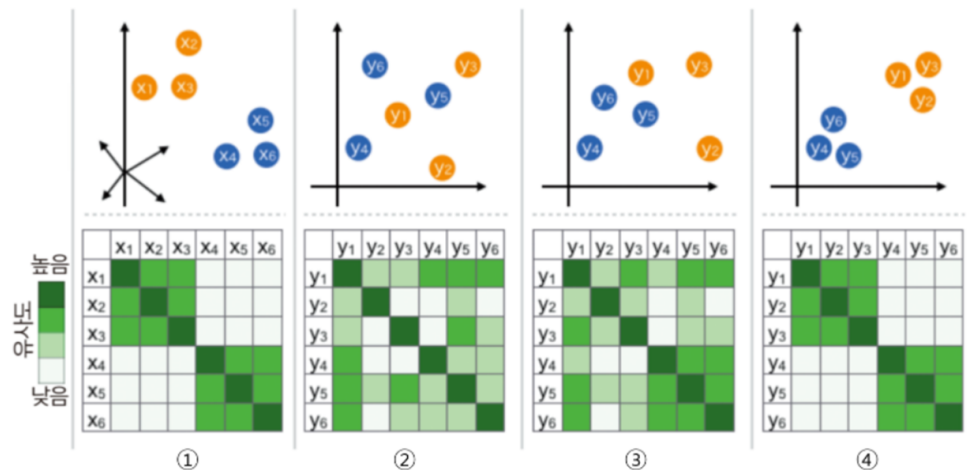 x₂
x₁ x₃
x₅
x₄ x₆
y₆ y₃
y₅
y₁
y₄
y₂
y₁ y₃
y₆
y₅
y₄ y₂
y₃
y₁
y₂
y₆
y₄ y₅
높음
유사도
낮음
x₁ x₂ x₃ x₄ x₅ x₆
x₁
x₂
x₃
x₄
x₅
x₆
y₁ y₂ y₃ y₄ y₅ y₆
y₁
y₂
y₃
y₄
y₅
y₆
y₁ y₂ y₃ y₄ y₅ y₆
y₁
y₂
y₃
y₄
y₅
y₆
y₁ y₂ y₃ y₄ y₅ y₆
y₁
y₂
y₃
y₄
y₅
y₆
① ② ③ ④